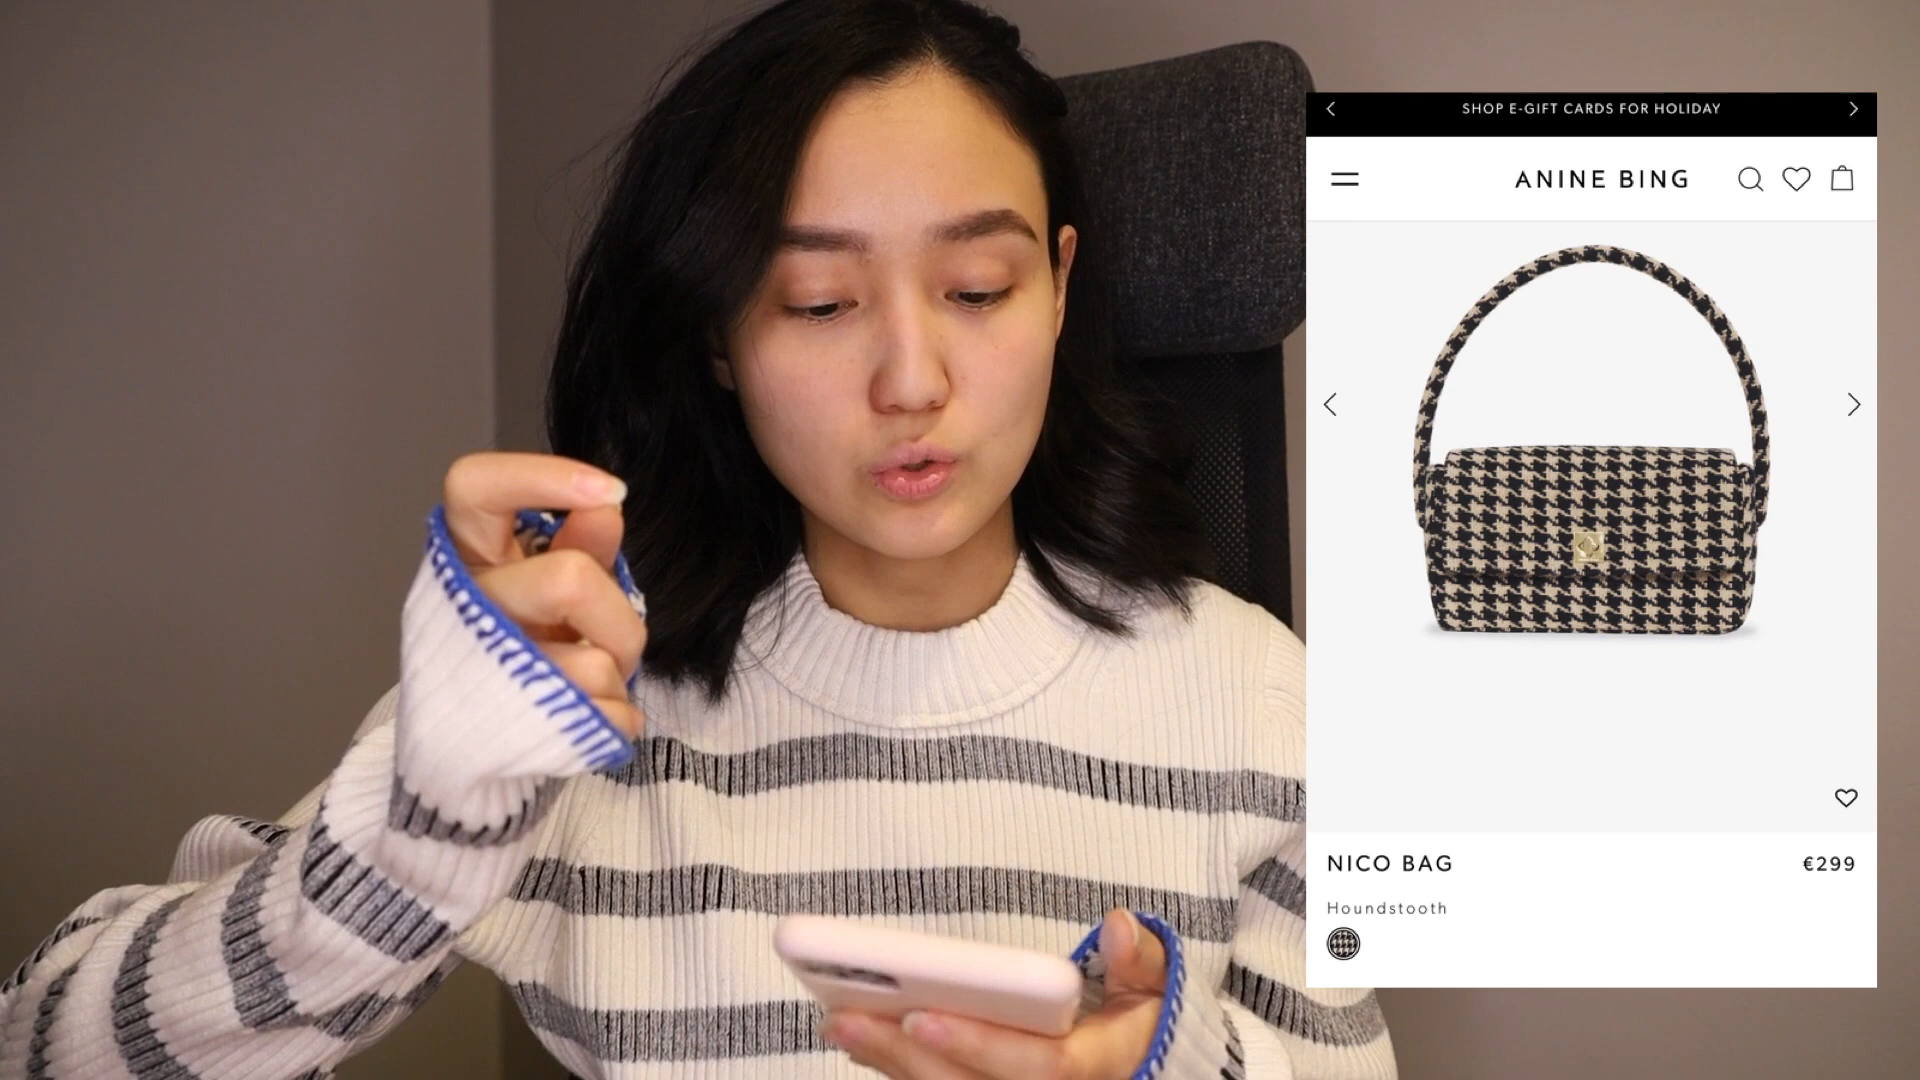 SHOP E-GIFT CARDS FOR HOLIDAY
ANINE BING
NICO BAG €299
Houndstooth